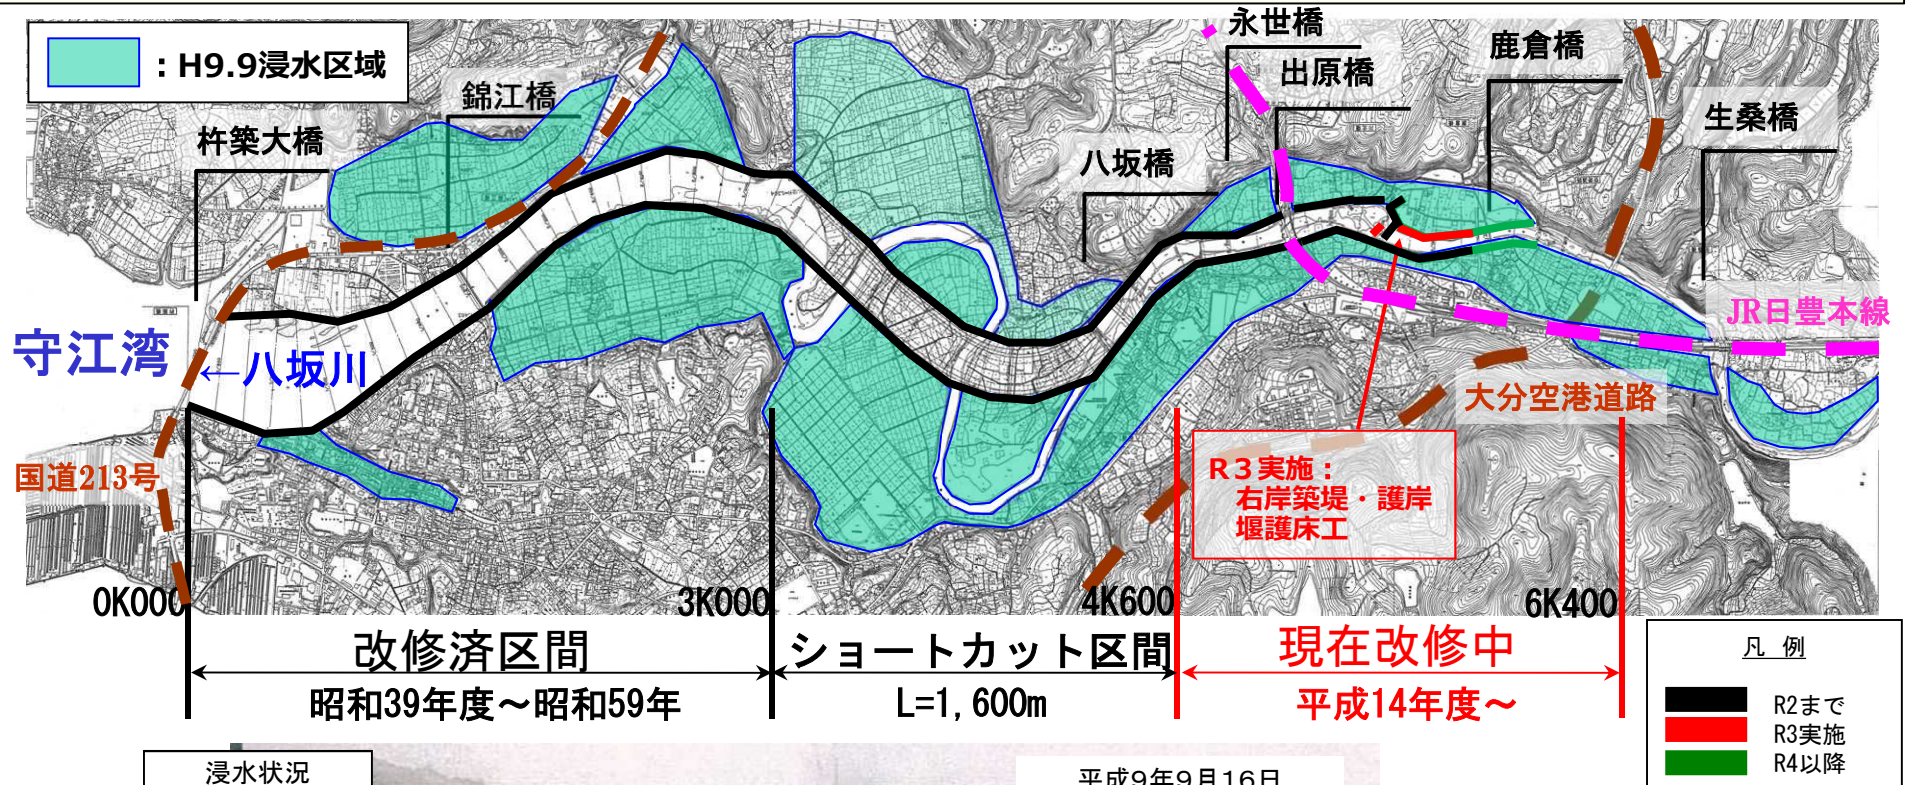 ：H9.9浸水区域
永世橋
出原橋
鹿倉橋
生桑橋
錦江橋
杵築大橋
八坂橋
守江湾
←八坂川
JR日豊本線
大分空港道路
国道213号
R３実施：
右岸築堤・護岸
堰護床工
0K000
3K000
4K600
6K400
改修済区間
ショートカット区間
現在改修中
昭和39年度～昭和59年
L=1,600m
平成14年度～
凡 例
R2まで
R3実施
R4以降
浸水状況
平成9年9月16日